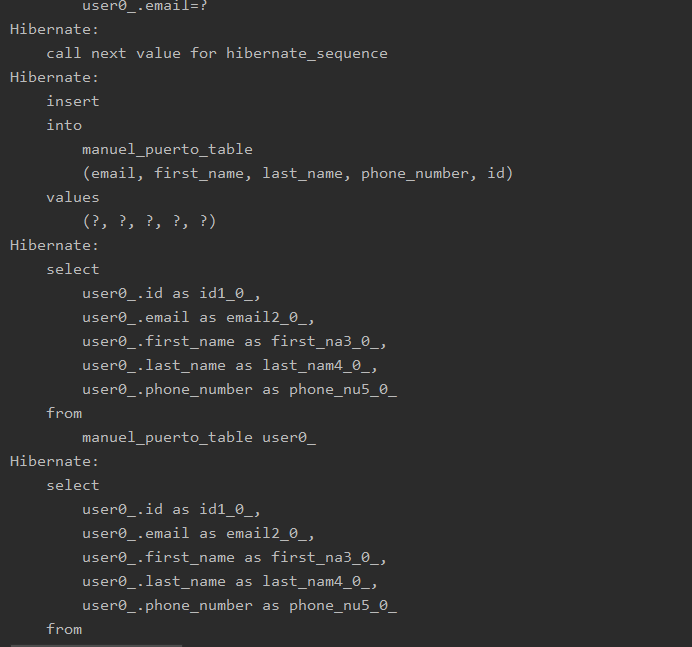 user0_.email=?
Hibernate:
call next value for hibernate_sequence
Hibernate:
insert
into
manuel_puerto_table
(email, first_name, last_name, phone_number, id)
values
(?, ?, ?, ?, ?)
Hibernate:
select
user0_.id as id1_0_,
user0_.email as email2_0_,
user0_.first_name as first_na3_0_,
user0_.last_name as last_nam4_0_,
user0_.phone_number as phone_nu5_0_
from
manuel_puerto_table user0_
Hibernate:
select
user0_.id as id1_0_,
user0_.email as email2_0_,
user0_.first_name as first_na3_0_,
user0_.last_name as last_nam4_0_,
user0_.phone_number as phone_nu5_0_
from